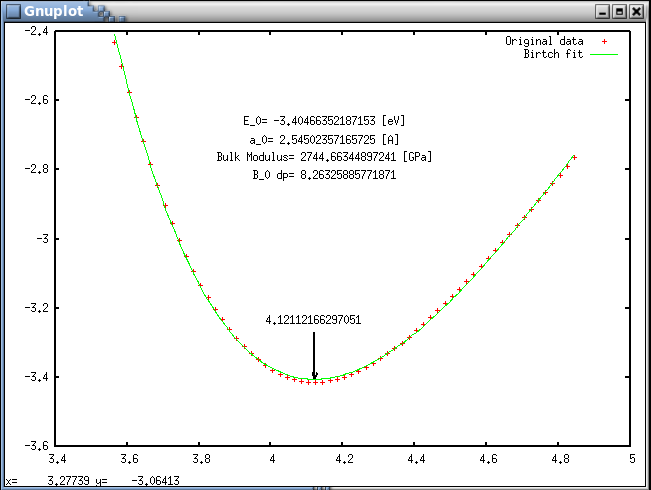 Gnuplot
-2.4
Original data
Birtch fit
-2.6
E_0= -3.40466352187153 [eV]
a_0= 2.54502357165725 [A]
Bulk Modulus= 2744.66344897241 [GPa]
-2.8
B_0 dp= 8.26325885771871
-3
-3.2
4.12112166297051
-3.4
-3.6
3.4 3.6 3.8 4 4.2 4.4 4.6 4.8 5
x= 3.27739 y= -3.06413